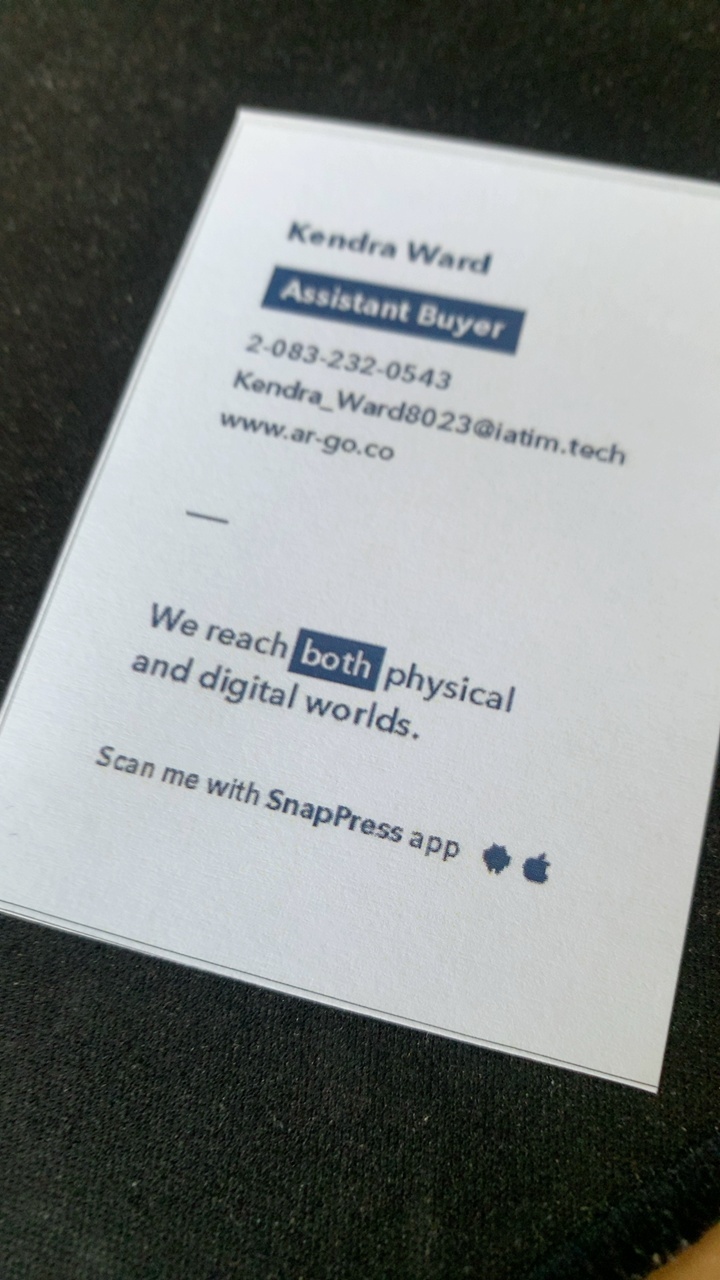 Kendra Ward
Assistant Buyer
2-083-232-0543
Kendra_Ward8023@iatim.tech
www.ar-go.co
We reach both physical
and digital worlds.
Scan me with SnapPress app